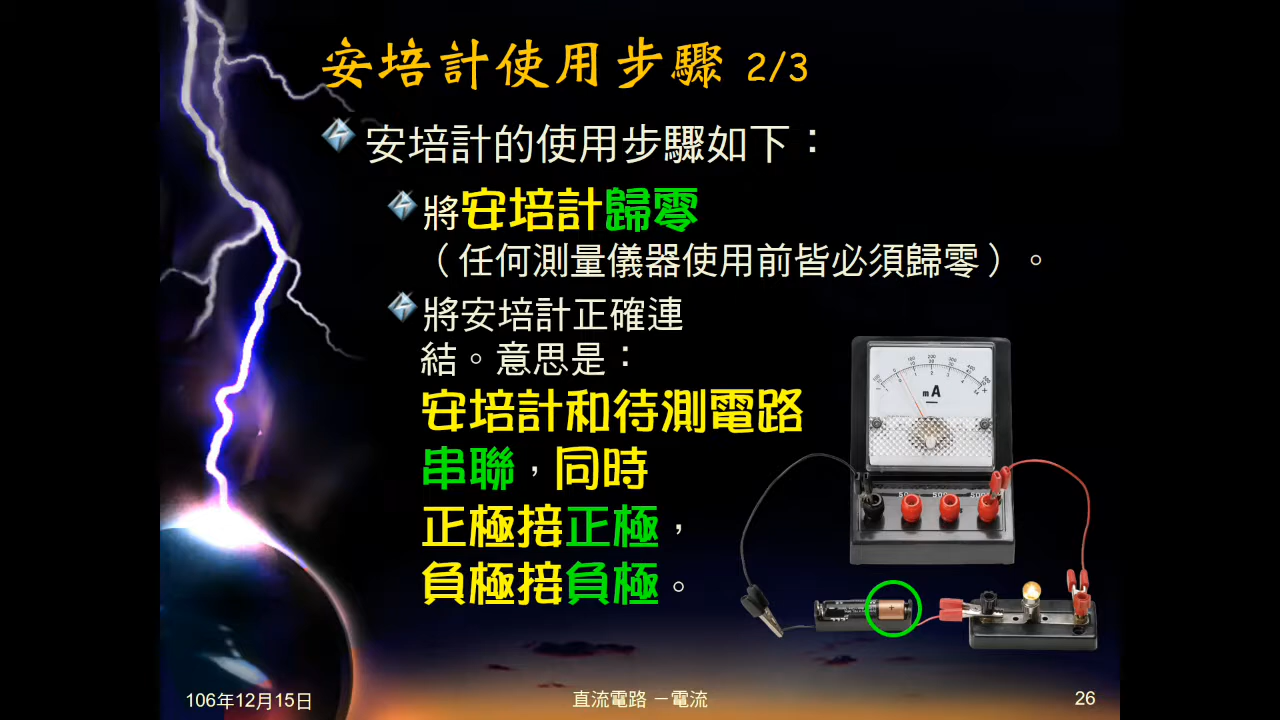 安培計使用步驟 2/3
安培計的使用步驟如下：
將安培計歸零
（任何測量儀器使用前皆必須歸零）。
將安培計正確連
結。意思是：
安培計和待測電路
串聯，同時
正極接正極，
負極接負極。
mA
50 500 500
+
106年12月15日
直流電路 －電流
26